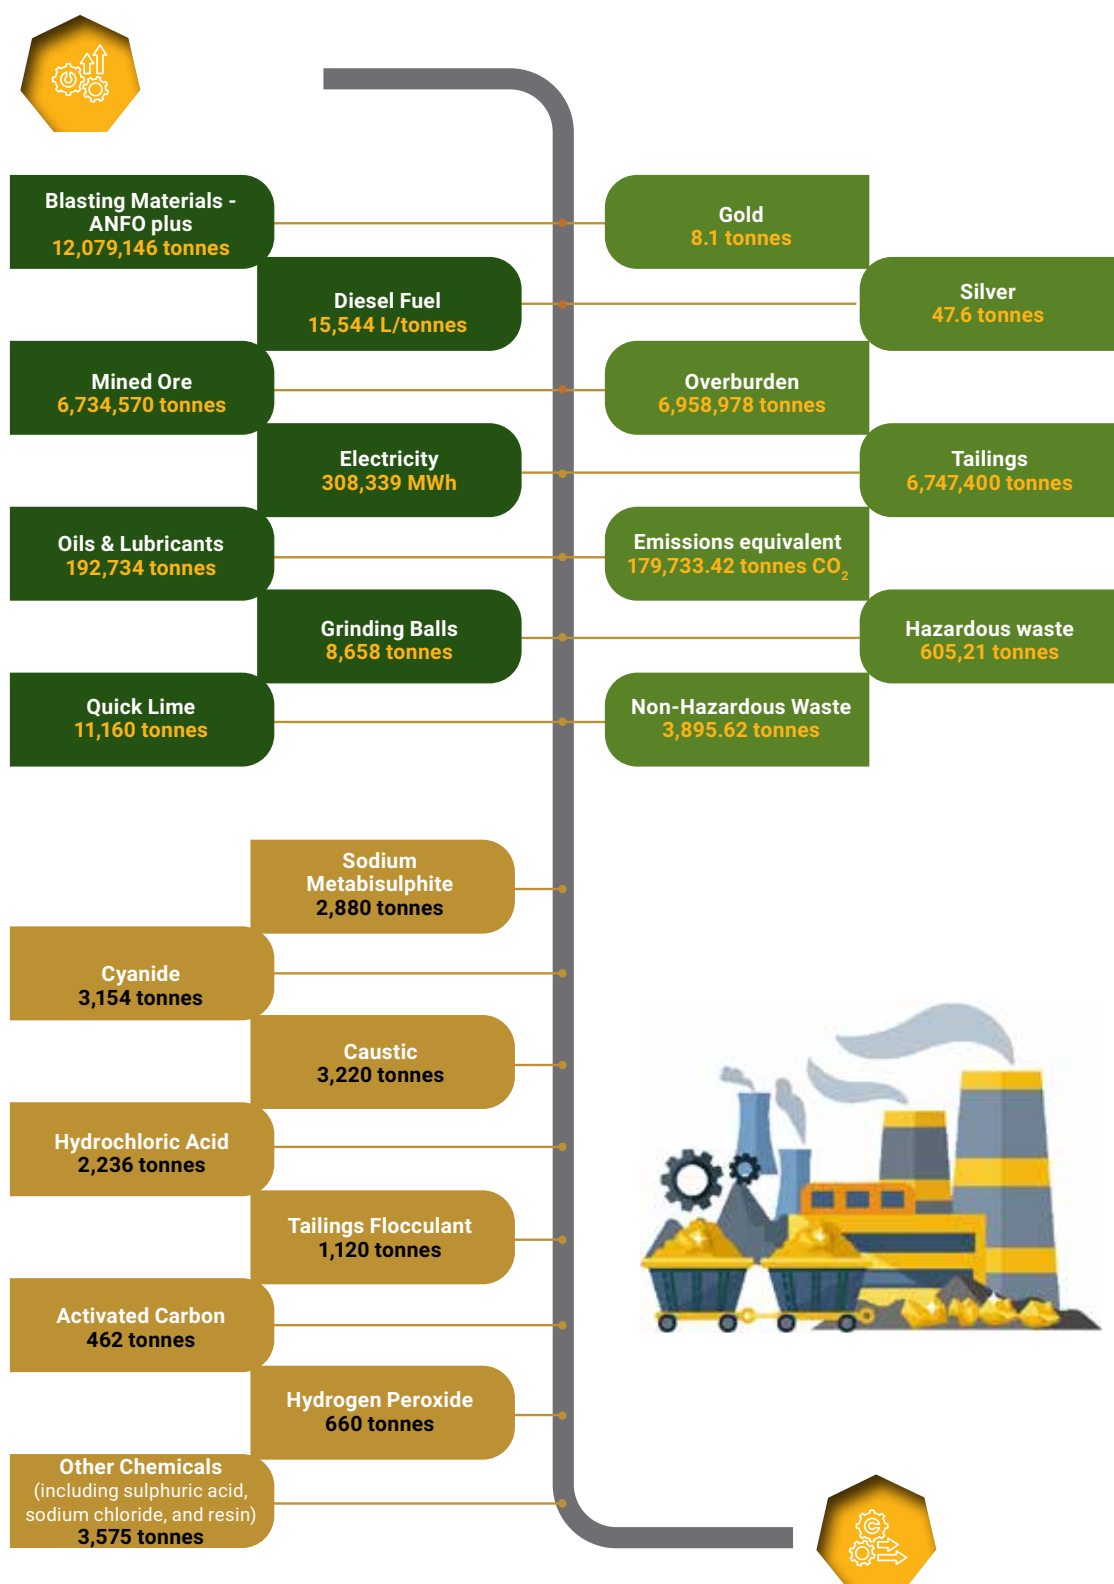 Blasting Materials -
ANFO plus
12,079,146 tonnes
Gold
8.1 tonnes
Diesel Fuel
15,544 L/tonnes
Silver
47.6 tonnes
Mined Ore
6,734,570 tonnes
Overburden
6,958,978 tonnes
Electricity
308,339 MWh
Tailings
6,747,400 tonnes
Oils & Lubricants
192,734 tonnes
Emissions equivalent
179,733.42 tonnes CO₂
Grinding Balls
8,658 tonnes
Hazardous waste
605,21 tonnes
Quick Lime
11,160 tonnes
Non-Hazardous Waste
3,895.62 tonnes
Sodium
Metabisulphite
2,880 tonnes
Cyanide
3,154 tonnes
Caustic
3,220 tonnes
Hydrochloric Acid
2,236 tonnes
Tailings Flocculant
1,120 tonnes
Activated Carbon
462 tonnes
Hydrogen Peroxide
660 tonnes
Other Chemicals
(including sulphuric acid,
sodium chloride, and resin)
3,575 tonnes